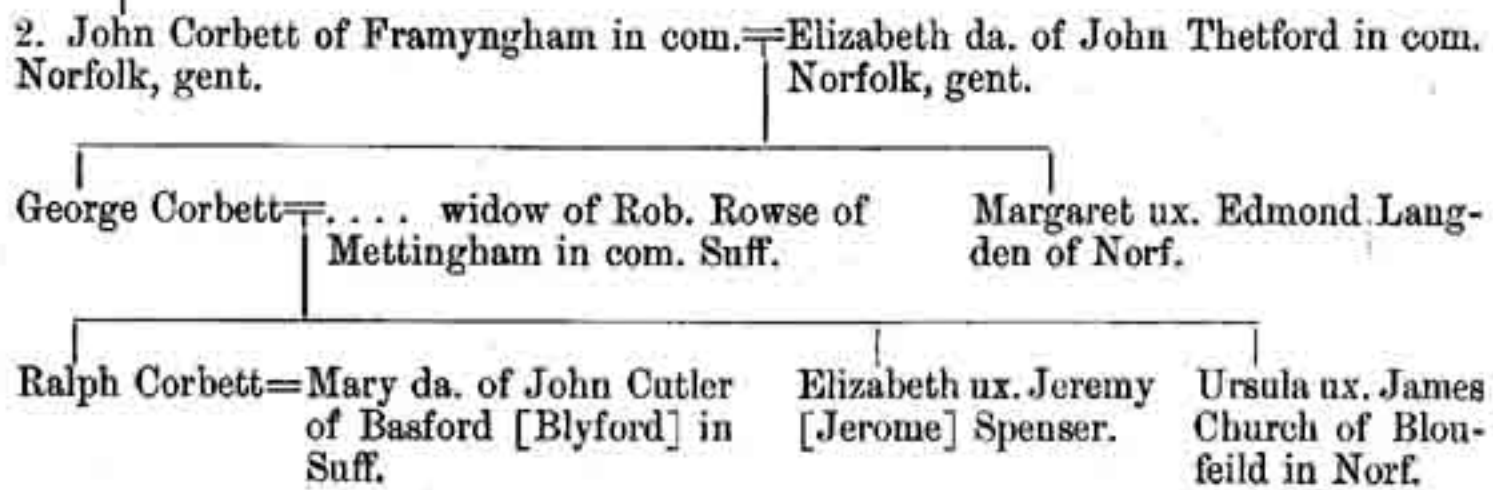 2. John Corbett of Framyngham in com.
Norfolk, gent.
Elizabeth da. of John Thetford in com.
Norfolk, gent.
George Corbett
.... widow of Rob. Rowse of
Mettingham in com. Suff.
Margaret ux. Edmond Lang-
den of Norf.
Ralph Corbett
Mary da. of John Cutler
of Basford [Blyford] in
Suff.
Elizabeth ux. Jeremy
[Jerome] Spenser.
Ursula ux. James
Church of Blou-
feild in Norf.